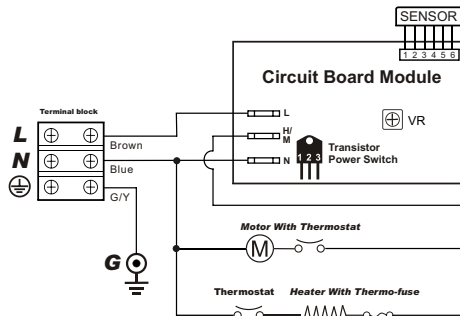 SENSOR
1 2 3 4 5 6
Circuit Board Module
VR
L
H/
M
N
1 2 3
Transistor
Power Switch
Terminal block
L
Brown
N
Blue
G/Y
G
Motor With Thermostat
M
Thermostat Heater With Thermo-fuse